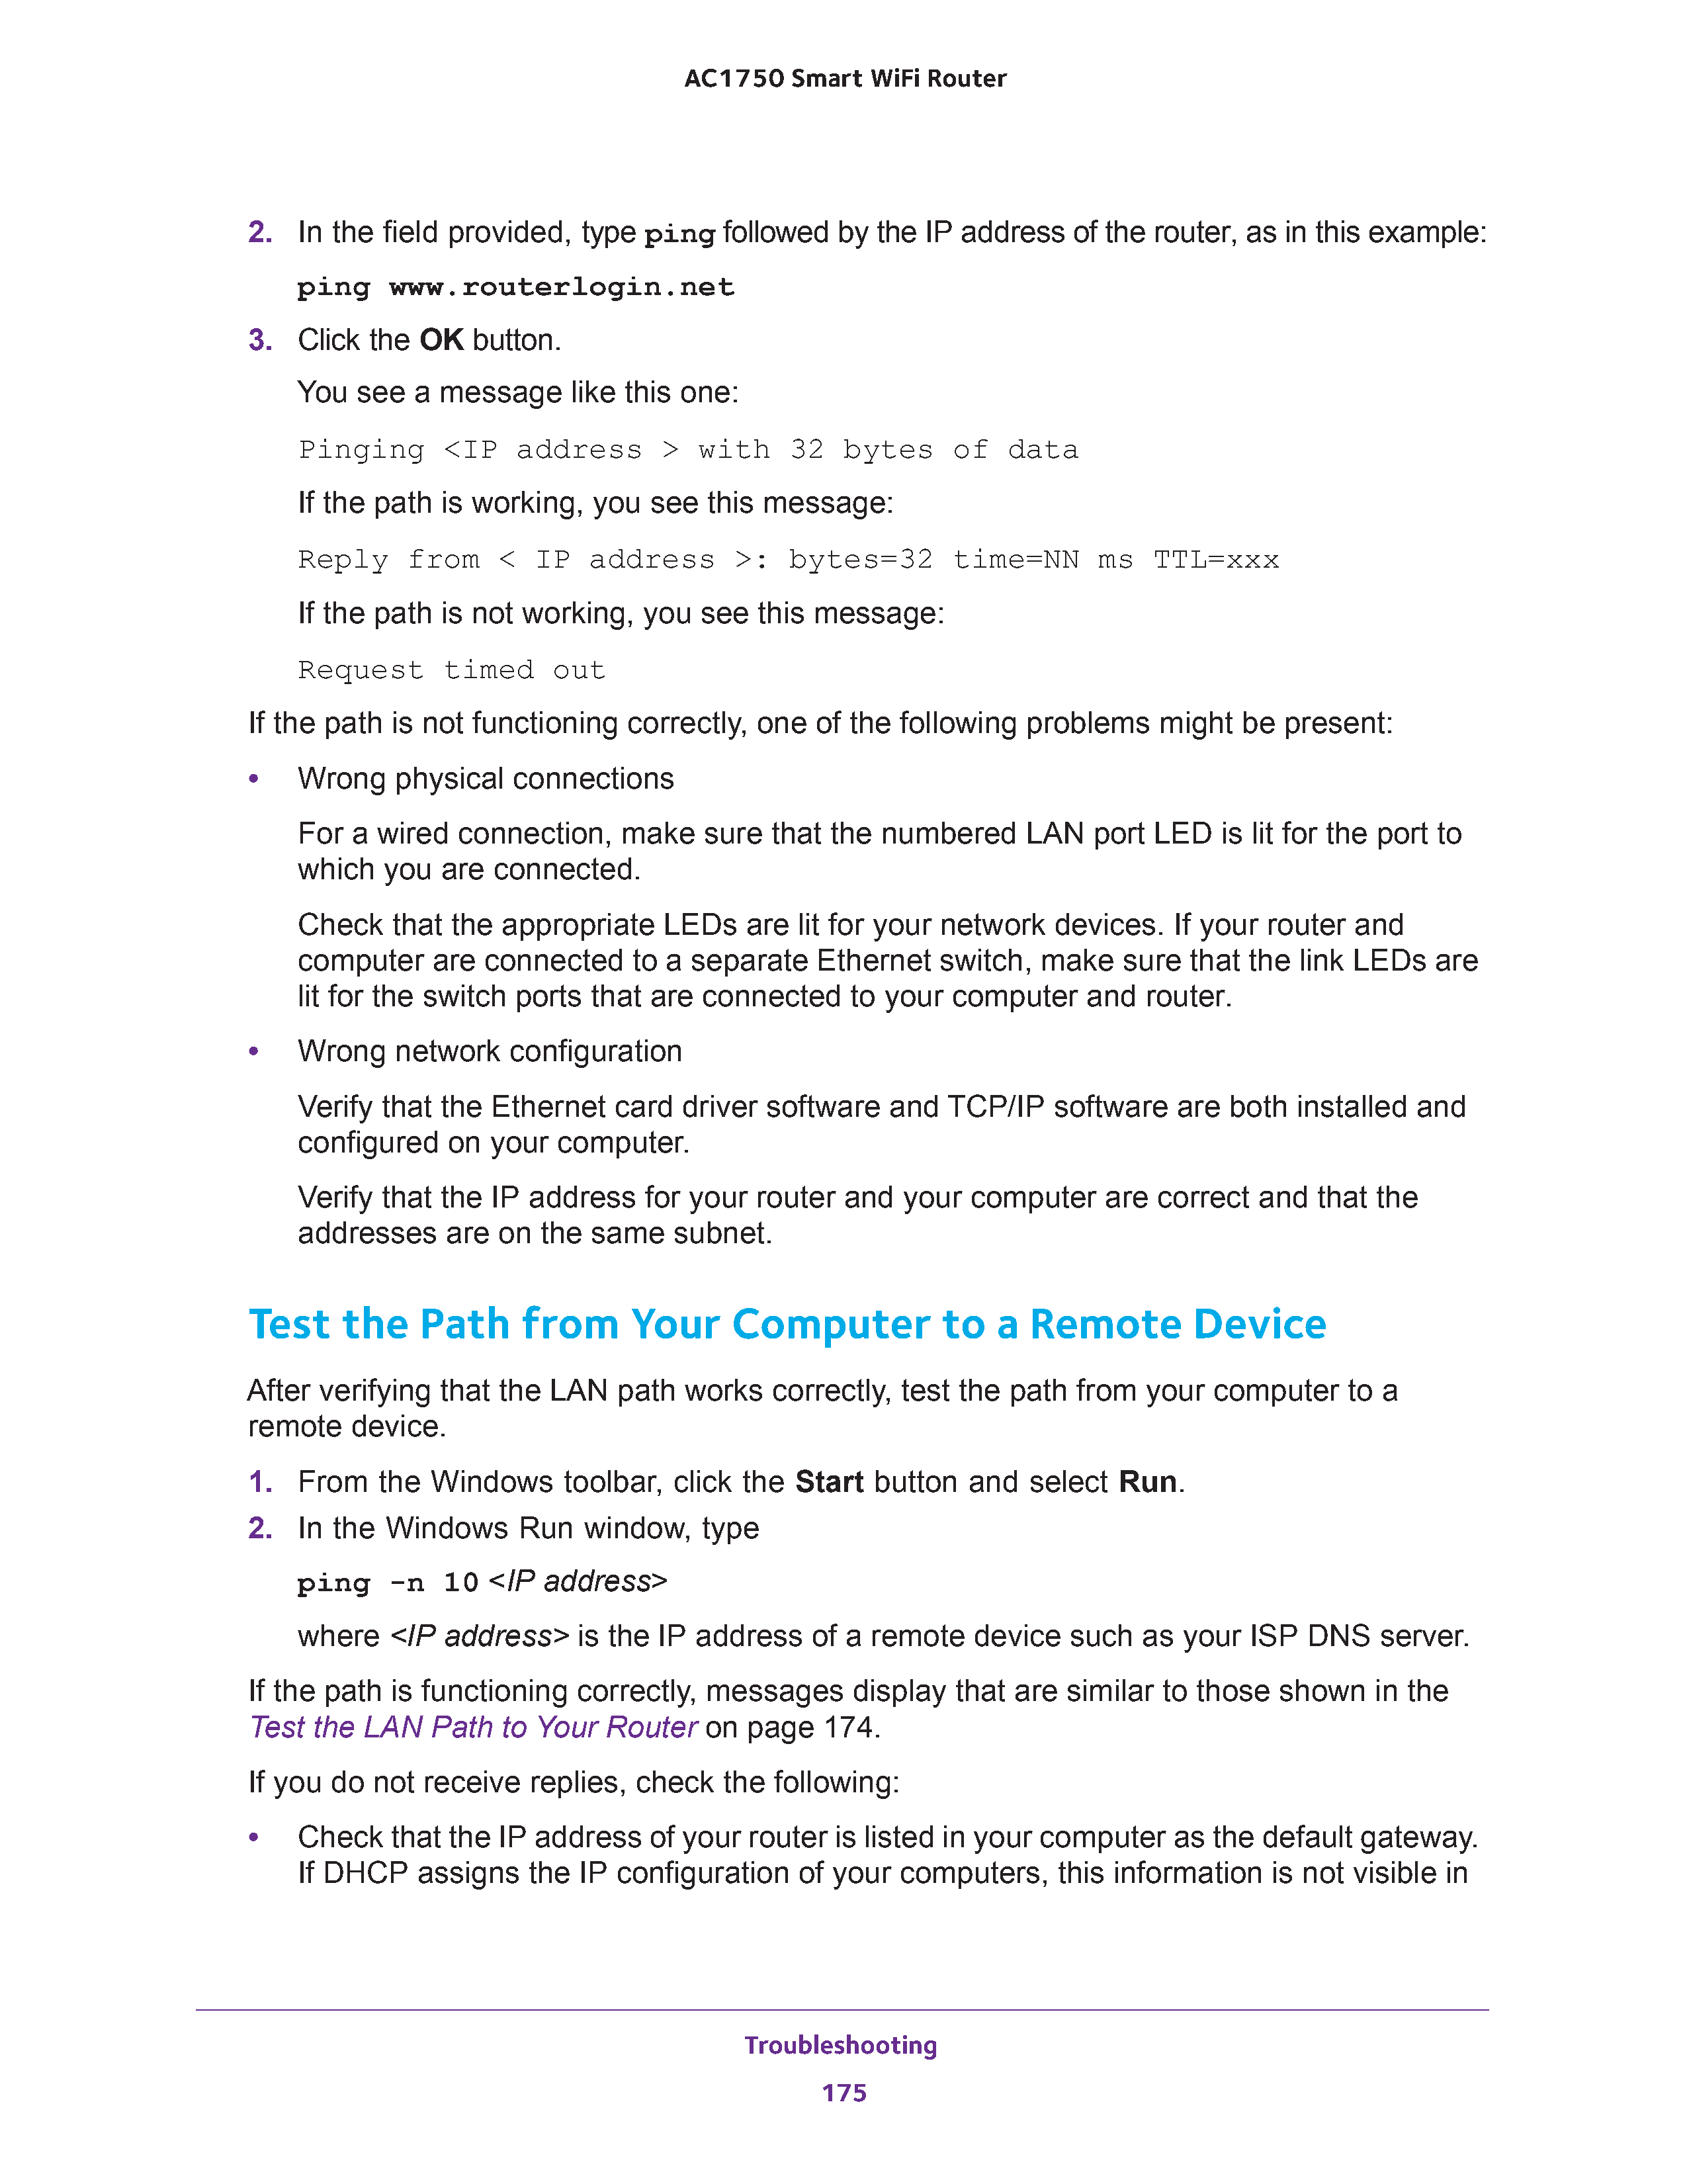 AC1750 Smart WiFi Router
2. In the field provided, type ping followed by the IP address of the router, as in this example:
ping www.routerlogin.net
3. Click the OK button.
You see a message like this one:
Pinging <IP address > with 32 bytes of data
If the path is working, you see this message:
Reply from < IP address >: bytes=32 time=NN ms TTL=xxx
If the path is not working, you see this message:
Request timed out
If the path is not functioning correctly, one of the following problems might be present:
• Wrong physical connections
For a wired connection, make sure that the numbered LAN port LED is lit for the port to
which you are connected.
Check that the appropriate LEDs are lit for your network devices. If your router and
computer are connected to a separate Ethernet switch, make sure that the link LEDs are
lit for the switch ports that are connected to your computer and router.
• Wrong network configuration
Verify that the Ethernet card driver software and TCP/IP software are both installed and
configured on your computer.
Verify that the IP address for your router and your computer are correct and that the
addresses are on the same subnet.
Test the Path from Your Computer to a Remote Device
After verifying that the LAN path works correctly, test the path from your computer to a
remote device.
1. From the Windows toolbar, click the Start button and select Run.
2. In the Windows Run window, type
ping -n 10 <IP address>
where <IP address> is the IP address of a remote device such as your ISP DNS server.
If the path is functioning correctly, messages display that are similar to those shown in the
Test the LAN Path to Your Router on page 174.
If you do not receive replies, check the following:
• Check that the IP address of your router is listed in your computer as the default gateway.
If DHCP assigns the IP configuration of your computers, this information is not visible in
Troubleshooting
175